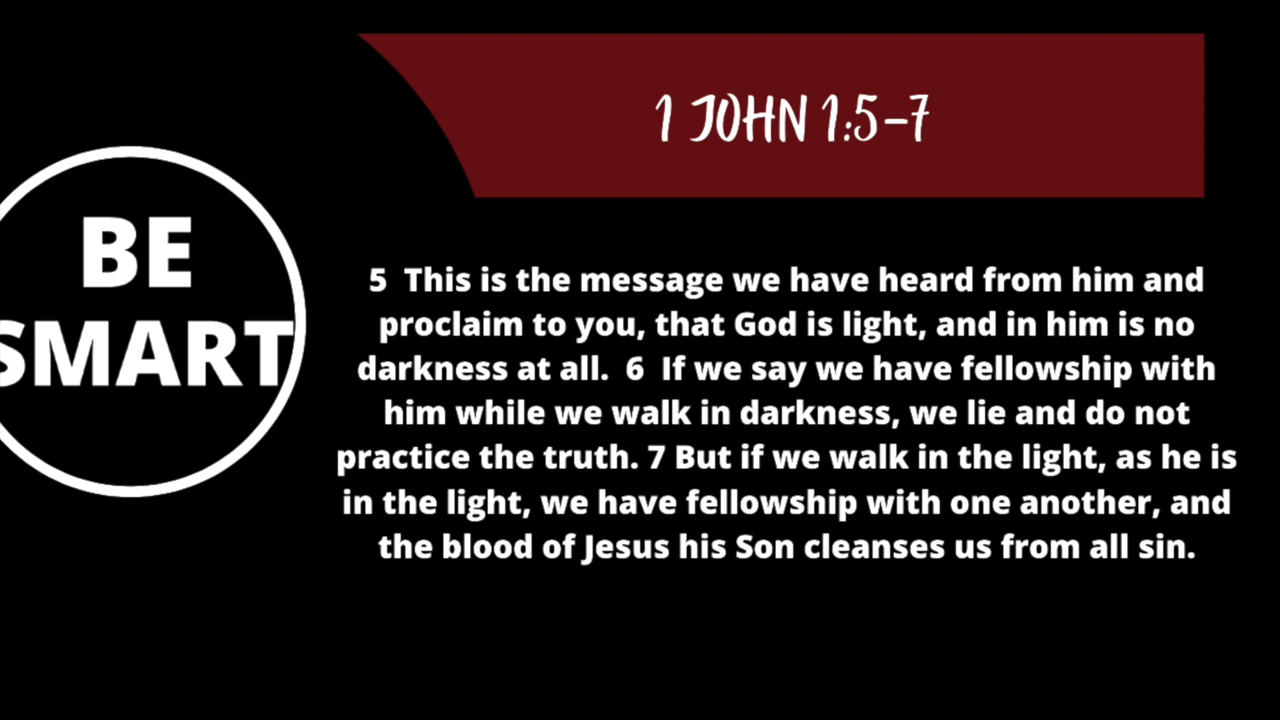 1 JOHN 1:5-7
BE
SMART
5 This is the message we have heard from him and
proclaim to you, that God is light, and in him is no
darkness at all. 6 If we say we have fellowship with
him while we walk in darkness, we lie and do not
practice the truth. 7 But if we walk in the light, as he is
in the light, we have fellowship with one another, and
the blood of Jesus his Son cleanses us from all sin.